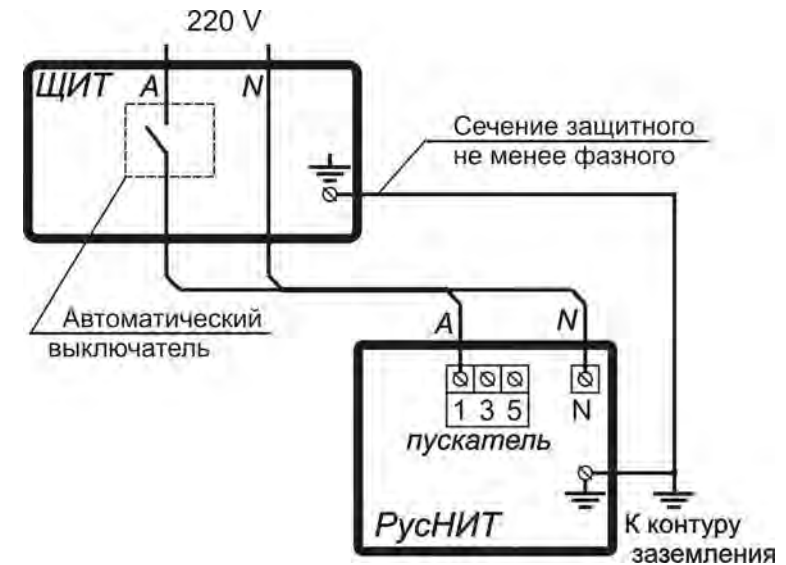 220 V
ЩИТ A N
Сечение защитного
не менее фазного
Автоматический
выключатель
A N
1 3 5 N
пускатель
РусНИТ
К контуру
заземления